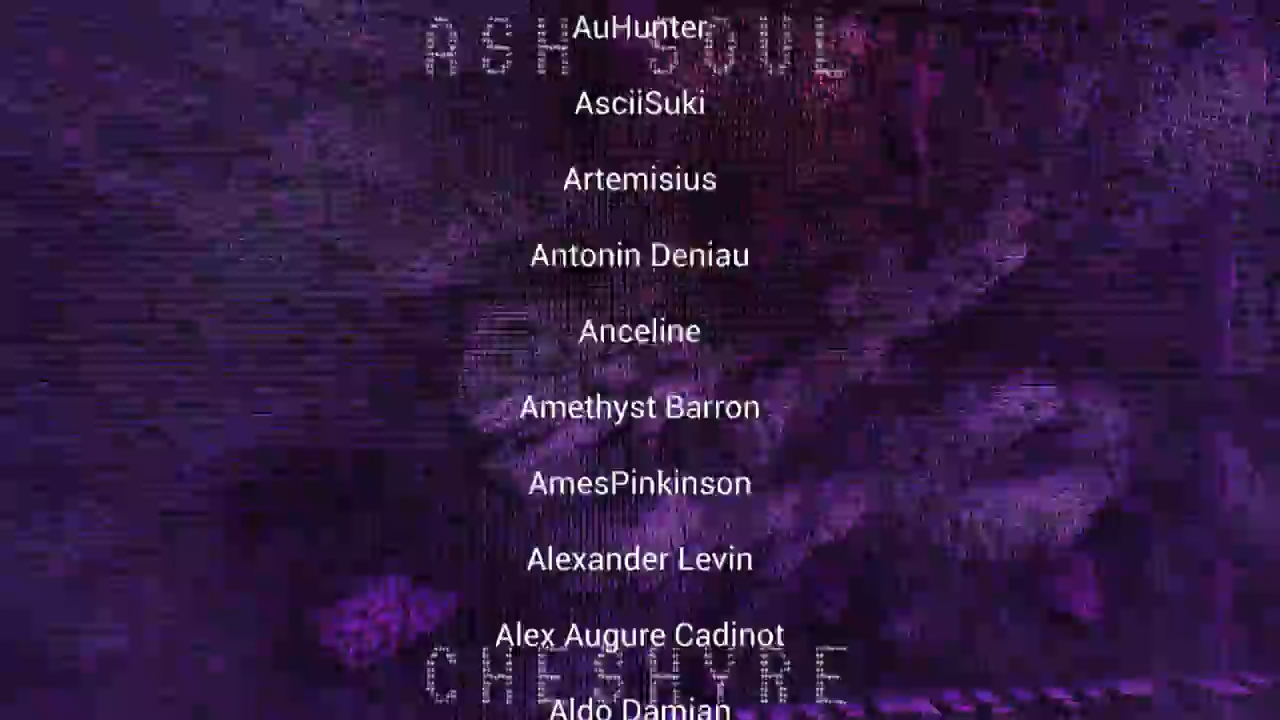 AuHunter
ASH SOUL
AsciiSuki
Artemisius
Antonin Deniau
Anceline
Amethyst Barron
AmesPinkinson
Alexander Levin
Alex Augure Cadinot
CHESHYRE
Aldo Damian